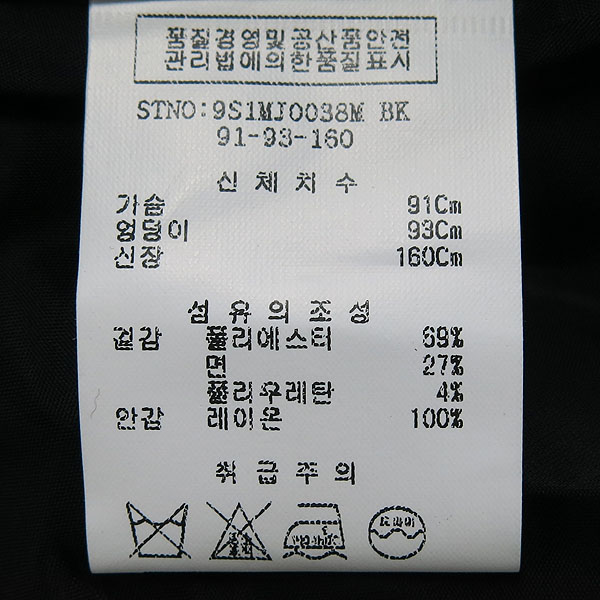 품질경영및공산품안전
관리법에의한품질표시
STNO:9S1MJ0038M BK
91-93-160
신 체 치 수
가슴 91Cm
엉덩이 93Cm
신장 160Cm
섬 유 의 조 성
겉감 폴리에스터 69%
면 27%
폴리우레탄 4%
안감 레이온 100%
취 급 주 의